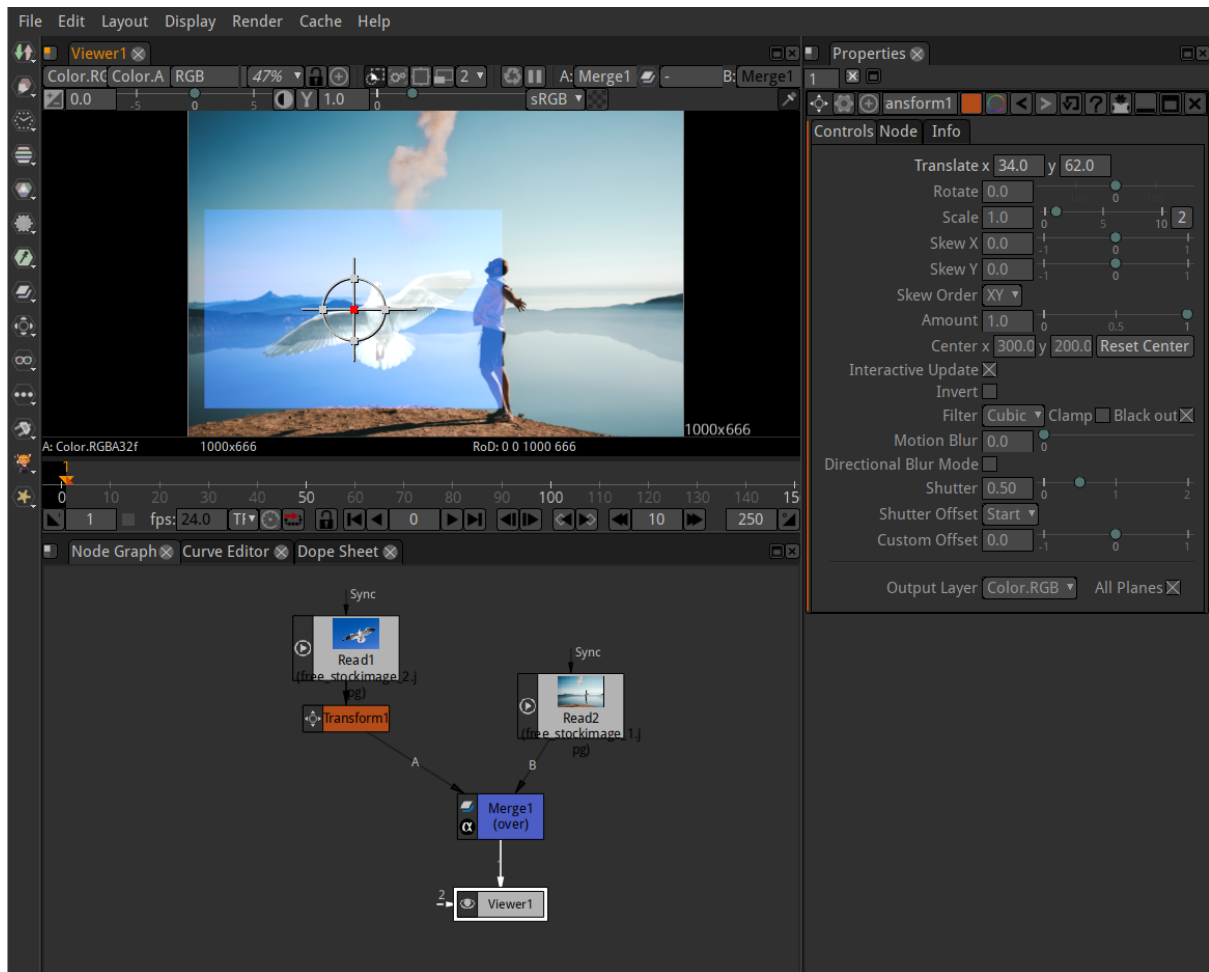 File Edit Layout Display Render Cache Help
Viewer1
Color.RG Color.A RGB 47% 2 A: Merge1 - B: Merge1
0.0 -5 0 5 Y 1.0 0 sRGB
1000x666
A: Color.RGBA32f 1000x666 RoD: 0 0 1000 666
1
0 10 20 30 40 50 60 70 80 90 100 110 120 130 140 15
1 fps: 24.0 0 10 250
Node Graph Curve Editor Dope Sheet
Sync
Read1
(free_stockimage_2.j
pg)
Transform1
Sync
Read2
(free_stockimage_1.j
pg)
A
B
Merge1
(over)
2
Viewer1
Properties
1
ansform1
Controls Node Info
Translate x 34.0 y 62.0
Rotate 0.0 0
Scale 1.0 0 5 10 2
Skew X 0.0 -1 0 1
Skew Y 0.0 -1 0 1
Skew Order XY
Amount 1.0 0 0.5 1
Center x 300.0 y 200.0 Reset Center
Interactive Update
Invert
Filter Cubic Clamp Black out
Motion Blur 0.0 0
Directional Blur Mode
Shutter 0.50 0 1 2
Shutter Offset Start
Custom Offset 0.0 -1 0 1
Output Layer Color.RGB All Planes